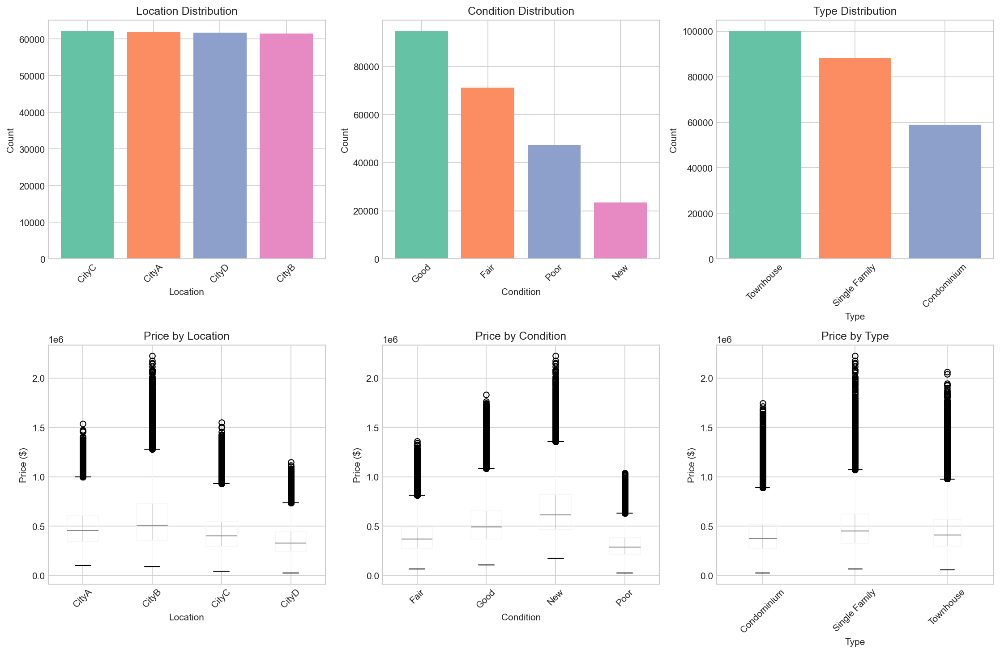 Location Distribution
Count
60000
50000
40000
30000
20000
10000
0
CityC
CityA
CityD
CityB
Location
Condition Distribution
Count
80000
60000
40000
20000
0
Good
Fair
Poor
New
Condition
Type Distribution
Count
100000
80000
60000
40000
20000
0
Townhouse
Single Family
Condominium
Type
Price by Location
1e6
Price ($)
2.0
1.5
1.0
0.5
0.0
CityA
CityB
CityC
CityD
Location
Price by Condition
1e6
Price ($)
2.0
1.5
1.0
0.5
0.0
Fair
Good
New
Poor
Condition
Price by Type
1e6
Price ($)
2.0
1.5
1.0
0.5
0.0
Condominium
Single Family
Townhouse
Type